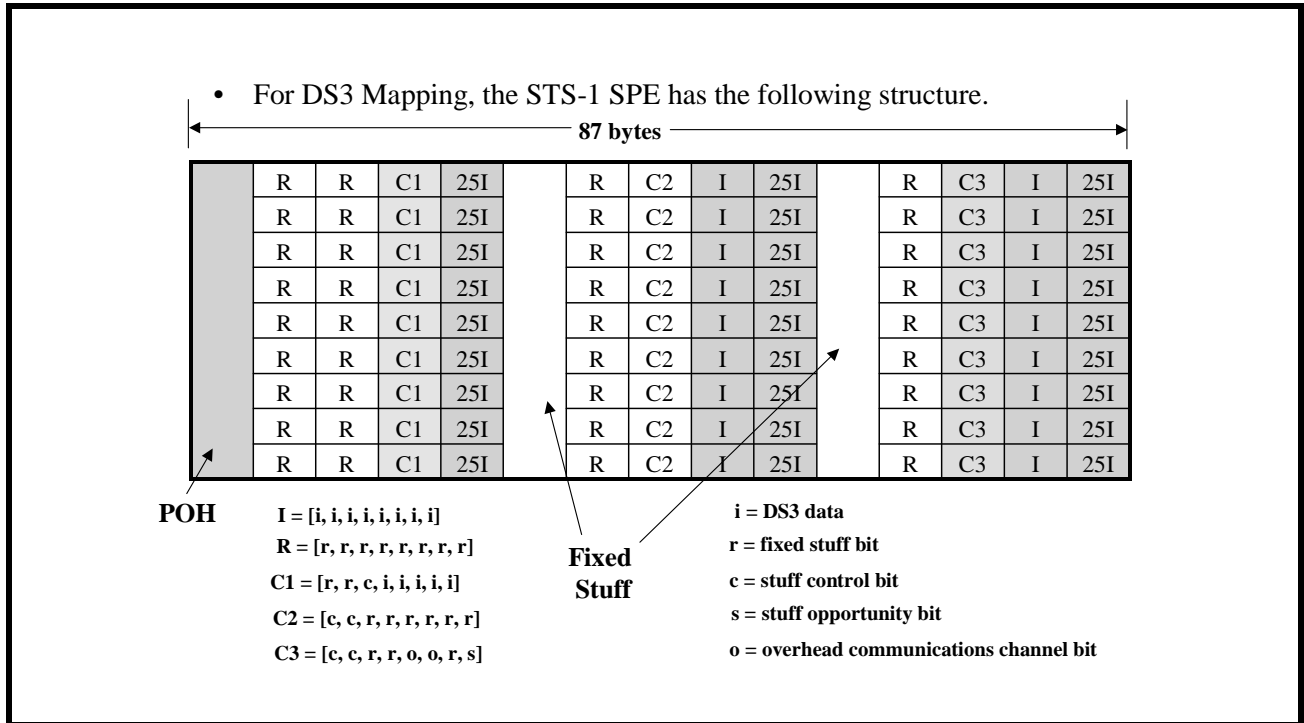 • For DS3 Mapping, the STS-1 SPE has the following structure.
87 bytes
R R C1 25I R C2 I 25I R C3 I 25I
R R C1 25I R C2 I 25I R C3 I 25I
R R C1 25I R C2 I 25I R C3 I 25I
R R C1 25I R C2 I 25I R C3 I 25I
R R C1 25I R C2 I 25I R C3 I 25I
R R C1 25I R C2 I 25I R C3 I 25I
R R C1 25I R C2 I 25I R C3 I 25I
R R C1 25I R C2 I 25I R C3 I 25I
R R C1 25I R C2 I 25I R C3 I 25I
POH
I = [i, i, i, i, i, i, i, i]
R = [r, r, r, r, r, r, r, r]
C1 = [r, r, c, i, i, i, i, i]
C2 = [c, c, r, r, r, r, r, r]
C3 = [c, c, r, r, o, o, r, s]
Fixed
Stuff
i = DS3 data
r = fixed stuff bit
c = stuff control bit
s = stuff opportunity bit
o = overhead communications channel bit